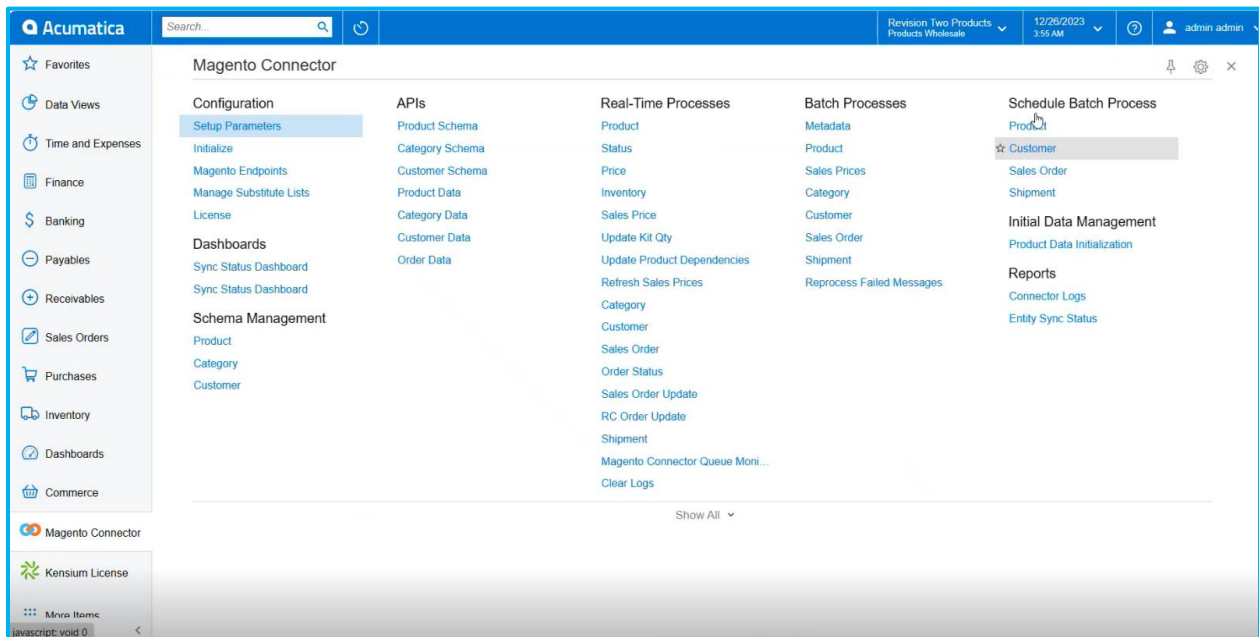 Acumatica
Search...
Revision Two Products
Products Wholesale
12/26/2023
3:55 AM
admin admin
Favorites
Data Views
Time and Expenses
Finance
Banking
Payables
Receivables
Sales Orders
Purchases
Inventory
Dashboards
Commerce
Magento Connector
Kensium License
More Items
javascript: void 0
Magento Connector
Configuration
Setup Parameters
Initialize
Magento Endpoints
Manage Substitute Lists
License
Dashboards
Sync Status Dashboard
Sync Status Dashboard
Schema Management
Product
Category
Customer
APIs
Product Schema
Category Schema
Customer Schema
Product Data
Category Data
Customer Data
Order Data
Real-Time Processes
Product
Status
Price
Inventory
Sales Price
Update Kit Qty
Update Product Dependencies
Refresh Sales Prices
Category
Customer
Sales Order
Order Status
Sales Order Update
RC Order Update
Shipment
Magento Connector Queue Moni...
Clear Logs
Batch Processes
Metadata
Product
Sales Prices
Category
Customer
Sales Order
Shipment
Reprocess Failed Messages
Schedule Batch Process
Product
Customer
Sales Order
Shipment
Initial Data Management
Product Data Initialization
Reports
Connector Logs
Entity Sync Status
Show All